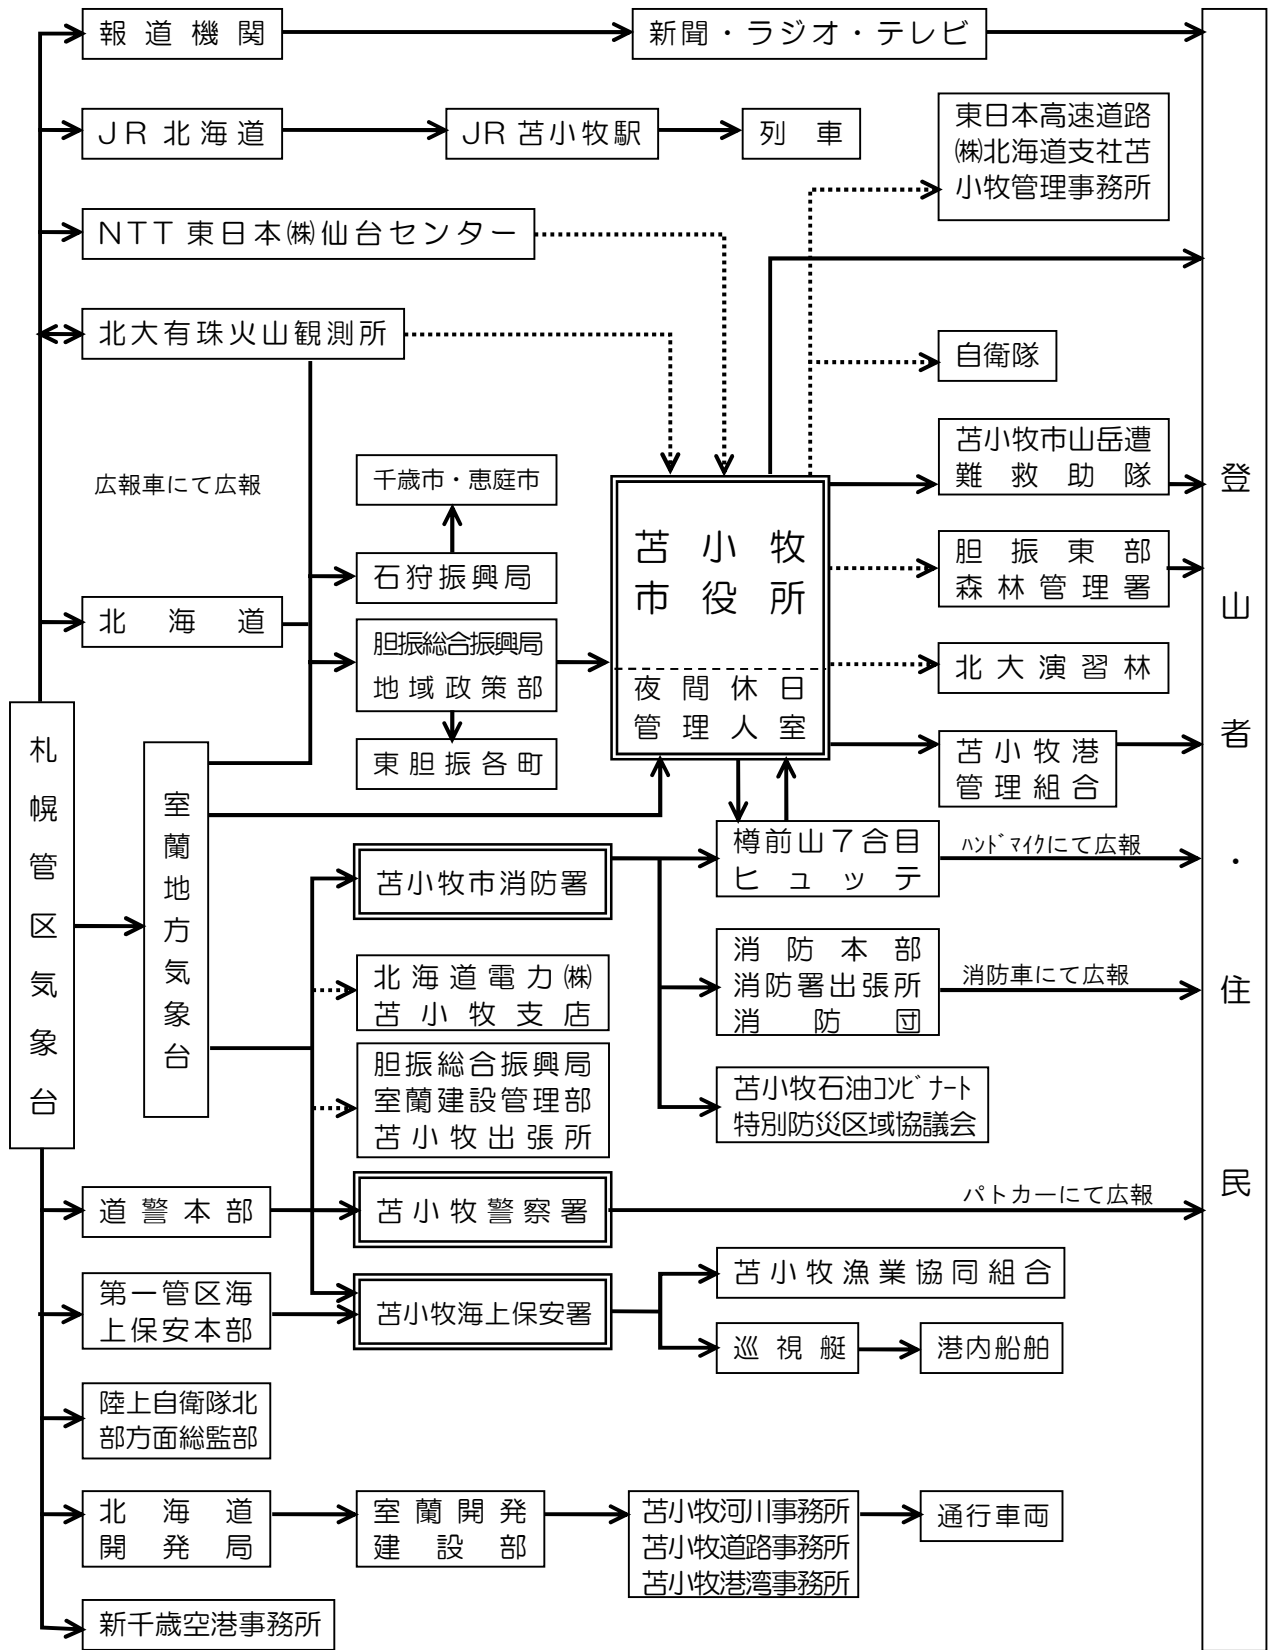 報道機関
新聞・ラジオ・テレビ
JR北海道
JR苫小牧駅
列車
東日本高速道路
㈱北海道支社苫
小牧管理事務所
NTT東日本㈱仙台センター
北大有珠火山観測所
自衛隊
苫小牧市山岳遭
難救助隊
広報車にて広報
千歳市・恵庭市
石狩振興局
北海道
胆振総合振興局
地域政策部
東胆振各町
苫小牧
市役所
夜間休日
管理人室
胆振東部
森林管理署
北大演習林
苫小牧港
管理組合
札幌管区気象台
室蘭地方気象台
樽前山7合目
ヒュッテ
ハンドマイクにて広報
苫小牧市消防署
北海道電力㈱
苫小牧支店
消防本部
消防署出張所
消防団
消防車にて広報
胆振総合振興局
室蘭建設管理部
苫小牧出張所
苫小牧石油コンビナート
特別防災区域協議会
道警本部
苫小牧警察署
パトカーにて広報
第一管区海
上保安本部
苫小牧海上保安署
苫小牧漁業協同組合
巡視艇
港内船舶
陸上自衛隊北
部方面総監部
北海道
開発局
室蘭開発
建設部
苫小牧河川事務所
苫小牧道路事務所
苫小牧港湾事務所
通行車両
新千歳空港事務所
登山者・住民